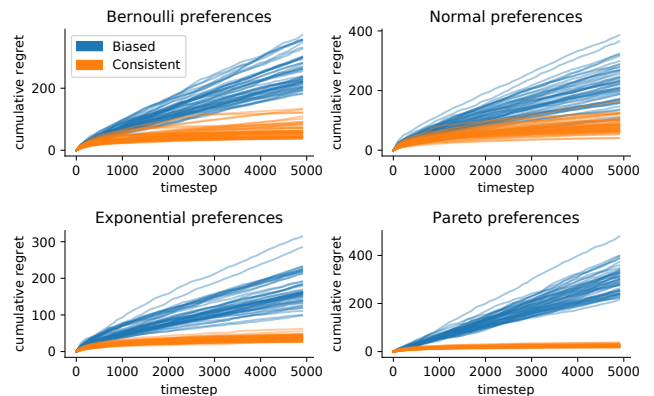 Bernoulli preferences
Biased
Consistent
200
0
cumulative regret
0 1000 2000 3000 4000 5000
timestep
Normal preferences
400
200
0
cumulative regret
0 1000 2000 3000 4000 5000
timestep
Exponential preferences
300
200
100
0
cumulative regret
0 1000 2000 3000 4000 5000
timestep
Pareto preferences
400
200
0
cumulative regret
0 1000 2000 3000 4000 5000
timestep